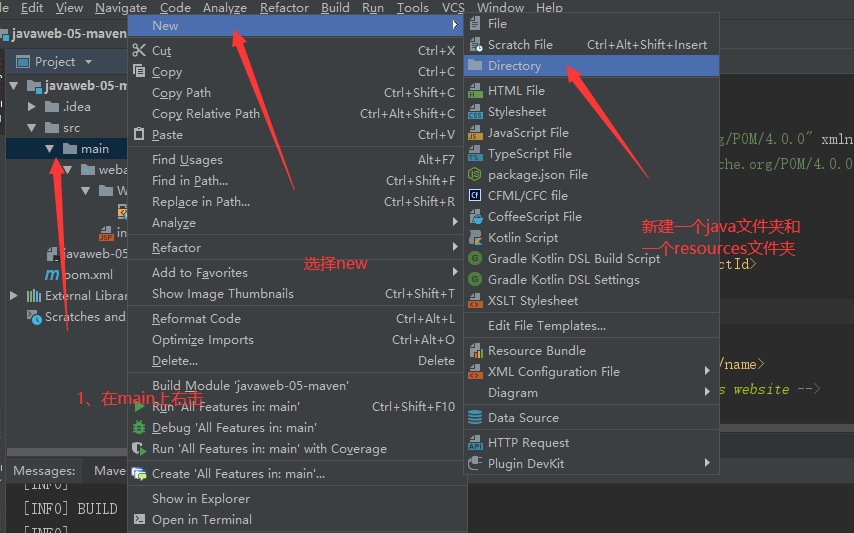 Edit View Navigate Code Analyze Refactor Build Run Tools VCS Window Help
javaweb-05-maven
Project
javaweb-05-m
.idea
src
main
weba
W
in
JSP
javaweb-05
pom.xml
External Librar
Scratches and
New
Cut Ctrl+X
Copy Ctrl+C
Copy Path Ctrl+Shift+C
Copy Relative Path Ctrl+Alt+Shift+C
Paste Ctrl+V
Find Usages Alt+F7
Find in Path... Ctrl+Shift+F
Replace in Path... Ctrl+Shift+R
Analyze
Refactor
Add to Favorites
Show Image Thumbnails Ctrl+Shift+T
Reformat Code Ctrl+Alt+L
Optimize Imports Ctrl+Alt+O
Delete... Delete
Build Module 'javaweb-05-maven'
Run 'All Features in: main' Ctrl+Shift+F10
Debug 'All Features in: main'
Run 'All Features in: main' with Coverage
Create 'All Features in: main'...
Show in Explorer
Open in Terminal
File
Scratch File Ctrl+Alt+Shift+Insert
Directory
HTML File
Stylesheet
JavaScript File
TypeScript File
package.json File
CFML/CFC file
CoffeeScript File
Kotlin Script
Gradle Kotlin DSL Build Script
Gradle Kotlin DSL Settings
XSLT Stylesheet
Edit File Templates...
Resource Bundle
XML Configuration File
Diagram
Data Source
HTTP Request
Plugin DevKit
rg/POM/4.0.0" xmln
che.org/POM/4.0.0
ctId>
/name>
s website -->
选择new
新建一个java文件夹和
一个resources文件夹
1、在main上右击
Messages: Mave
[INFO]
[INFO] BUILD
[INFO]